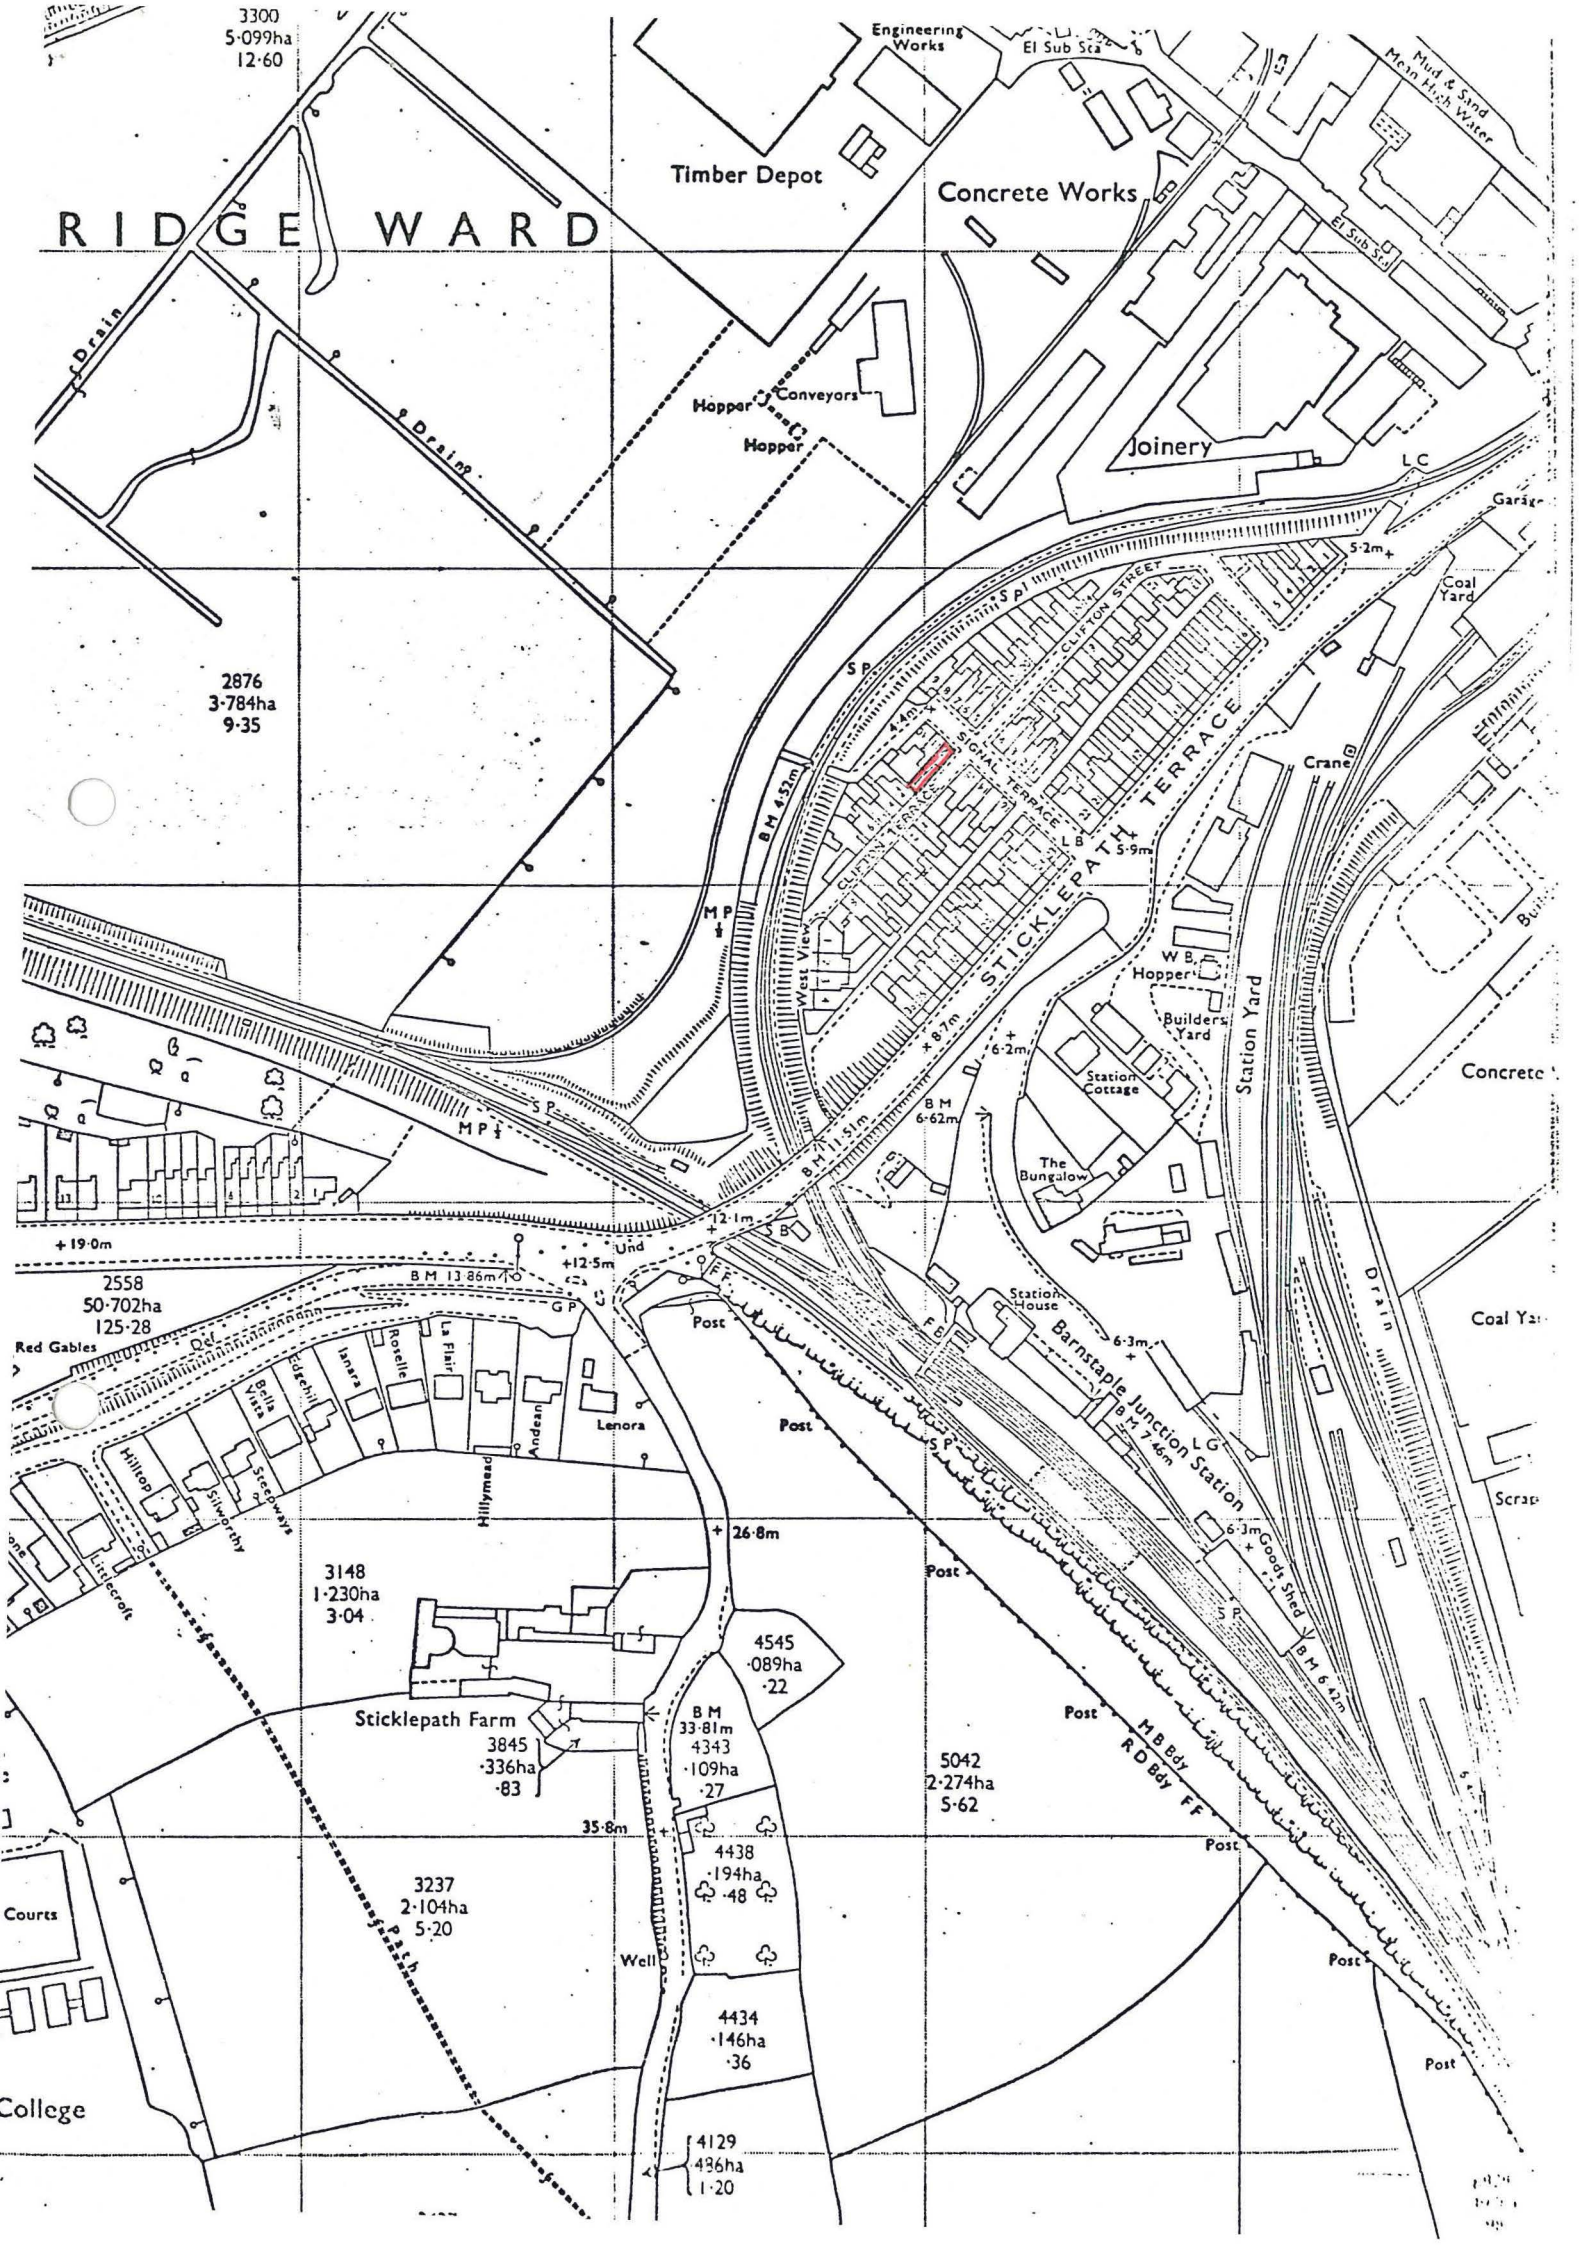 3300
5·099ha
12·60
Engineering
Works
El Sub Sta
Mud & Sand
Mean High Water
Timber Depot
Concrete Works
RIDGE WARD
El Sub Sta
Drain
Drain
Hopper
Conveyors
Hopper
Joinery
L C
Garage
5·2m
Coal
Yard
S P
CLIFTON STREET
S P
2876
3·784ha
9·35
4·4m
SIGNAL TERRACE
STICKLEPATH TERRACE
Crane
BM 4·52m
CLIFTON TERRACE
L B
5·9m
M P
West View
W B
Hopper
Builders
Yard
Station Yard
8·7m
6·2m
Station
Cottage
Concrete
B M
6·62m
S P
M P
BM 11·51m
The
Bungalow
12·1m
S B
+19·0m
Und
+12·5m
2558
50·702ha
125·28
B M 13·86m
G P
F F
Post
Station
House
F B
Drain
Coal Ya
Red Gables
Def
6·3m
Barnstaple Junction Station
La Flair
Roselle
Ianara
Edgehill
Bella
Vista
Andean
Lenora
Post
B M 7·46m
L G
S P
Hilltop
Silworthy
Steepways
Hillymead
Littlecroft
Scrap
26·8m
6·3m
Goods Shed
3148
1·230ha
3·04
Post
S P
4545
·089ha
·22
B M 6·42m
Sticklepath Farm
B M
33·81m
3845
·336ha
·83
4343
·109ha
·27
Post
M B Bdy
R D Bdy
F F
5042
2·274ha
5·62
35·8m
Post
4438
·194ha
·48
3237
2·104ha
5·20
Courts
Path
Well
Post
4434
·146ha
·36
Post
College
4129
·486ha
1·20